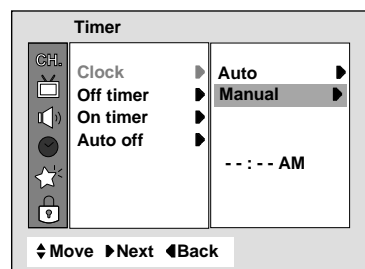 Timer
CH.
Clock
Off timer
On timer
Auto off
Auto
Manual
- - : - - AM
Move Next Back